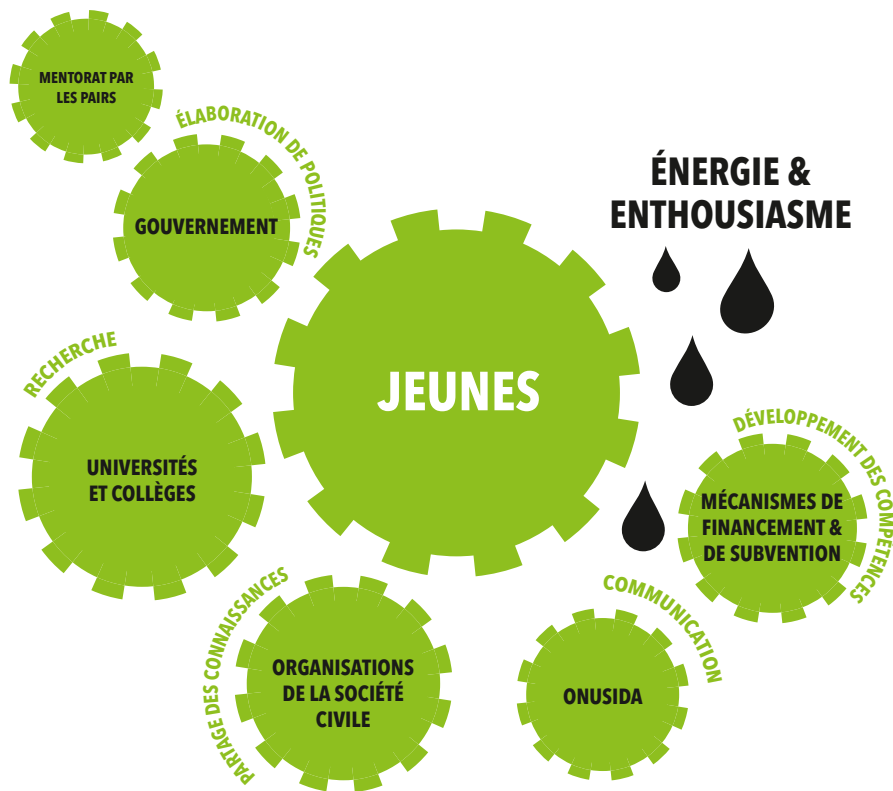 MENTORAT PAR
LES PAIRS
ÉLABORATION DE POLITIQUES
GOUVERNEMENT
ÉNERGIE &
ENTHOUSIASME
JEUNES
RECHERCHE
UNIVERSITÉS
ET COLLÈGES
DÉVELOPPEMENT DES COMPÉTENCES
MÉCANISMES DE
FINANCEMENT &
DE SUBVENTION
PARTAGE DES CONNAISSANCES
ORGANISATIONS
DE LA SOCIÉTÉ
CIVILE
COMMUNICATION
ONUSIDA